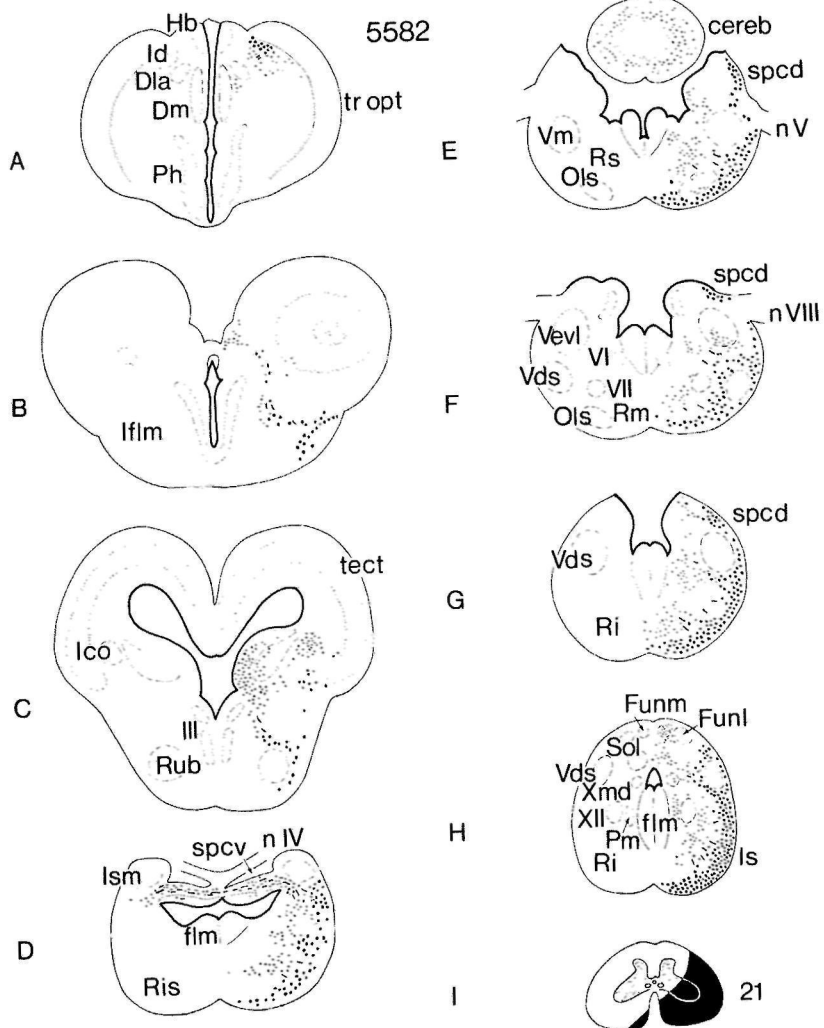 5582
A
Hb
Id
Dla
Dm
tr opt
Ph
B
Iflm
C
tect
Ico
III
Rub
D
spcv
n IV
Ism
flm
Ris
E
cereb
spcd
Vm
Rs
n V
Ols
F
spcd
n VIII
Vevl
VI
Vds
VII
Ols
Rm
G
spcd
Vds
Ri
H
Funm
Funl
Sol
Vds
Xmd
XII
flm
Pm
Ri
ls
I
21